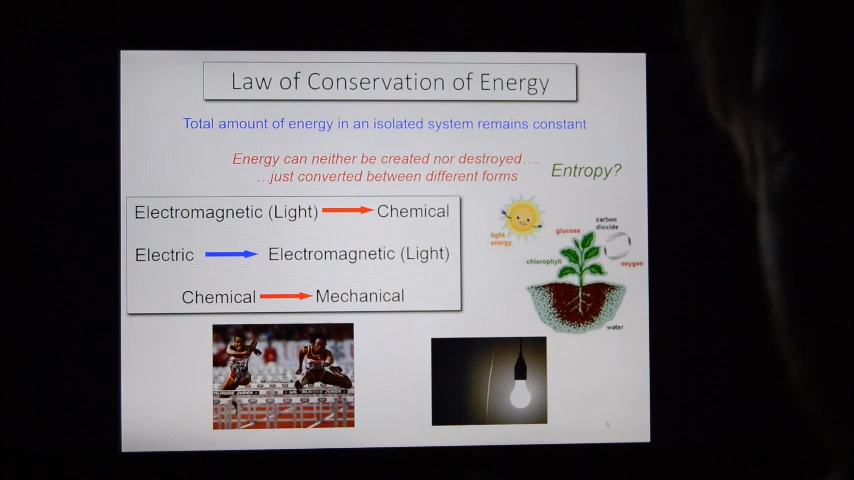 Law of Conservation of Energy
Total amount of energy in an isolated system remains constant
Energy can neither be created nor destroyed….
…just converted between different forms
Entropy?
Electromagnetic (Light) Chemical
Electric Electromagnetic (Light)
Chemical Mechanical
light energy
glucose
carbon dioxide
chlorophyll
oxygen
water
6